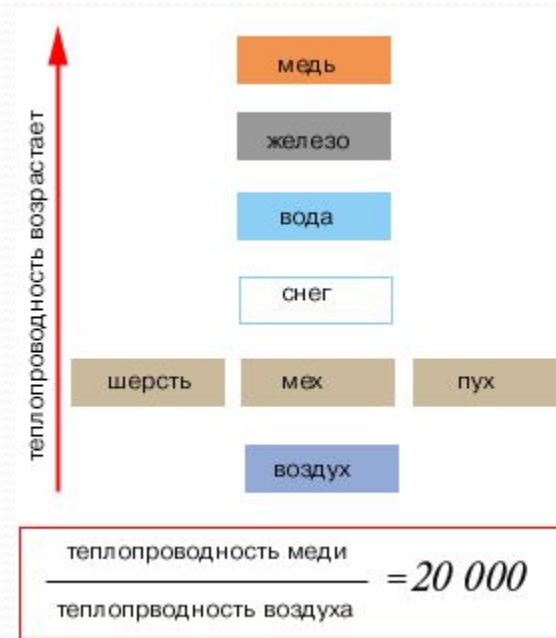 теплопроводность возрастает
медь
железо
вода
снег
шерсть мех пух
воздух
теплопроводность меди
теплопрводность воздуха
=20 000